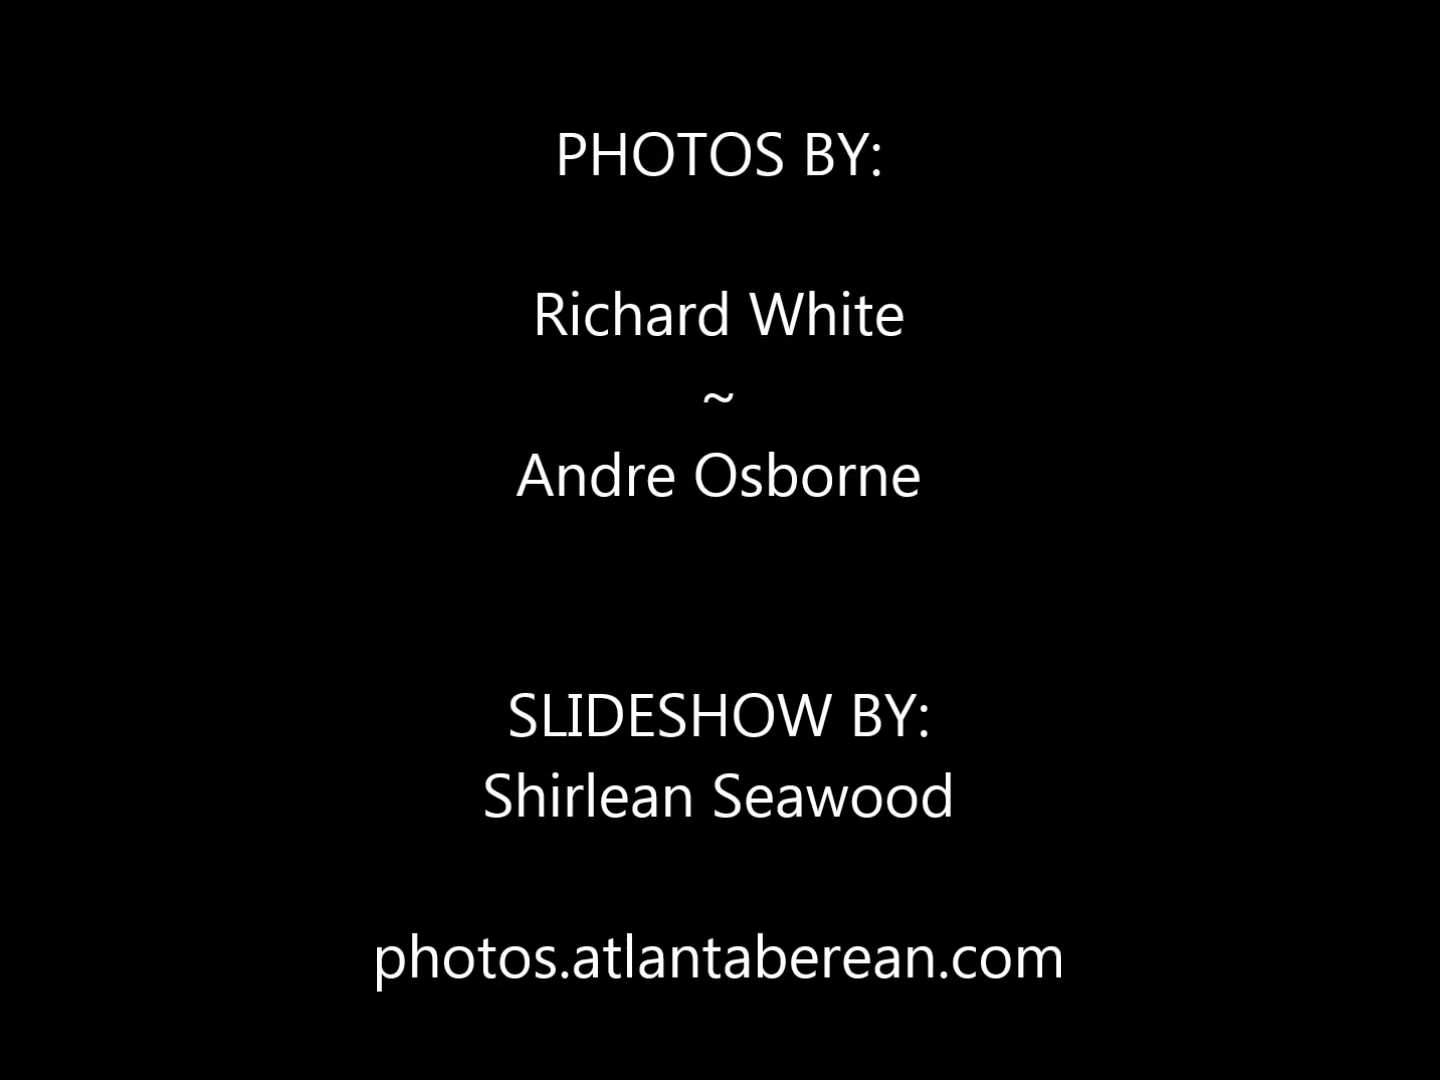 PHOTOS BY:
Richard White
~
Andre Osborne
SLIDESHOW BY:
Shirlean Seawood
photos.atlantaberean.com